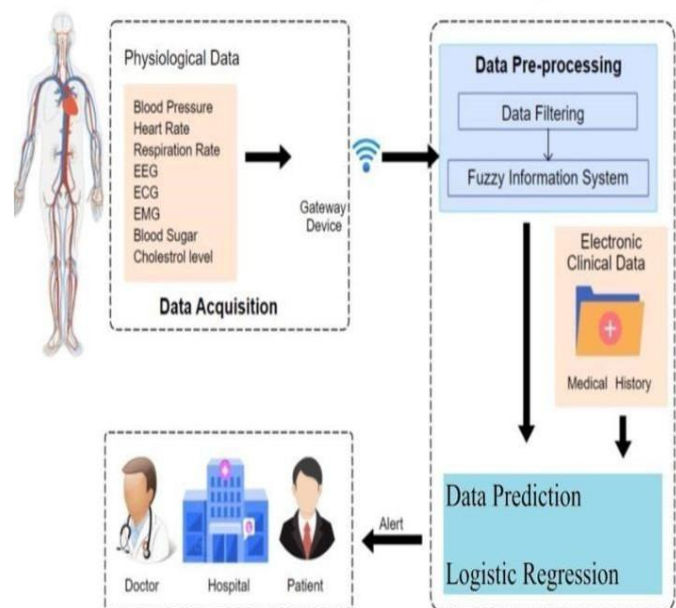 Physiological Data
Blood Pressure
Heart Rate
Respiration Rate
EEG
ECG
EMG
Blood Sugar
Cholestrol level
Gateway
Device
Data Acquisition
Data Pre-processing
Data Filtering
Fuzzy Information System
Electronic
Clinical Data
Medical History
Data Prediction
Logistic Regression
Alert
Doctor
Hospital
Patient